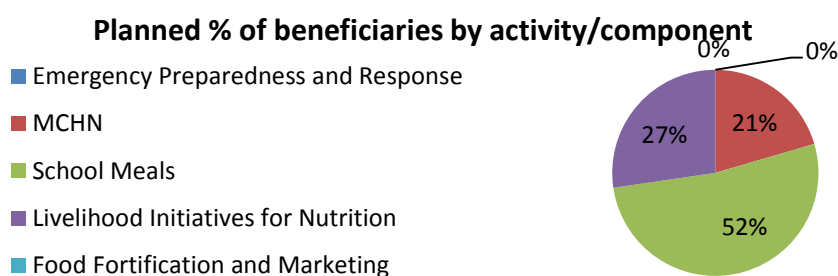 Planned % of beneficiaries by activity/component
0%
0%
Emergency Preparedness and Response
MCHN
21%
27%
School Meals
Livelihood Initiatives for Nutrition
52%
Food Fortification and Marketing